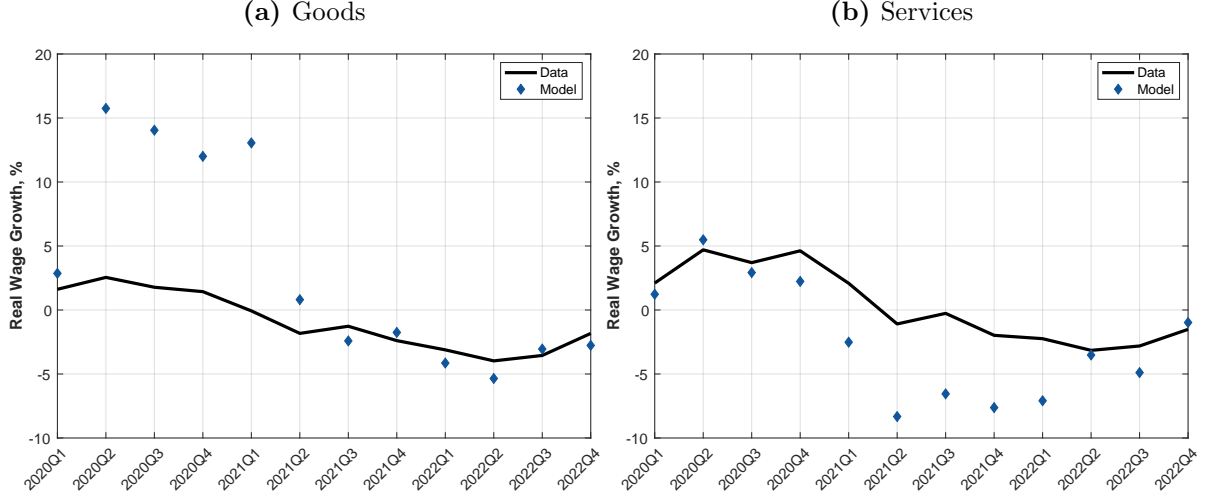 (a) Goods
Real Wage Growth, %
20
15
10
5
0
-5
-10
Data
Model
2020Q1
2020Q2
2020Q3
2020Q4
2021Q1
2021Q2
2021Q3
2021Q4
2022Q1
2022Q2
2022Q3
2022Q4
(b) Services
Real Wage Growth, %
20
15
10
5
0
-5
-10
Data
Model
2020Q1
2020Q2
2020Q3
2020Q4
2021Q1
2021Q2
2021Q3
2021Q4
2022Q1
2022Q2
2022Q3
2022Q4